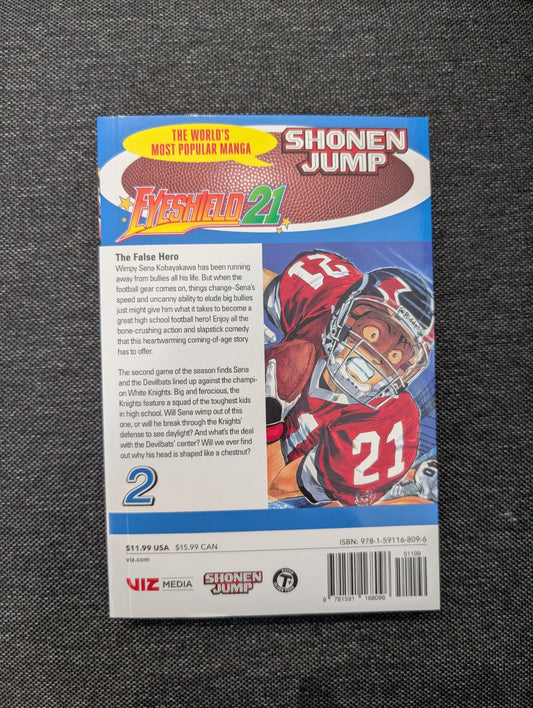 THE WORLD'S
MOST POPULAR MANGA
SHONEN
JUMP
EYESHIELD 21
The False Hero
Wimpy Sena Kobayakawa has been running
away from bullies all his life. But when the
football gear comes on, things change–Sena's
speed and uncanny ability to elude big bullies
just might give him what it takes to become a
great high school football hero! Enjoy all the
bone-crushing action and slapstick comedy
that this heartwarming coming-of-age story
has to offer.
The second game of the season finds Sena
and the Devilbats lined up against the champi-
on White Knights. Big and ferocious, the
Knights feature a squad of the toughest kids
in high school. Will Sena wimp out of this
one, or will he break through the Knights'
defense to see daylight? And what's the deal
with the Devilbats' center? Will we ever find
out why his head is shaped like a chestnut?
2
21
Riddell
21
$11.99 USA $15.99 CAN
viz.com
ISBN: 978-1-59116-809-6
51199
VIZ MEDIA
SHONEN
JUMP
RATED
T+
9 781591 168096